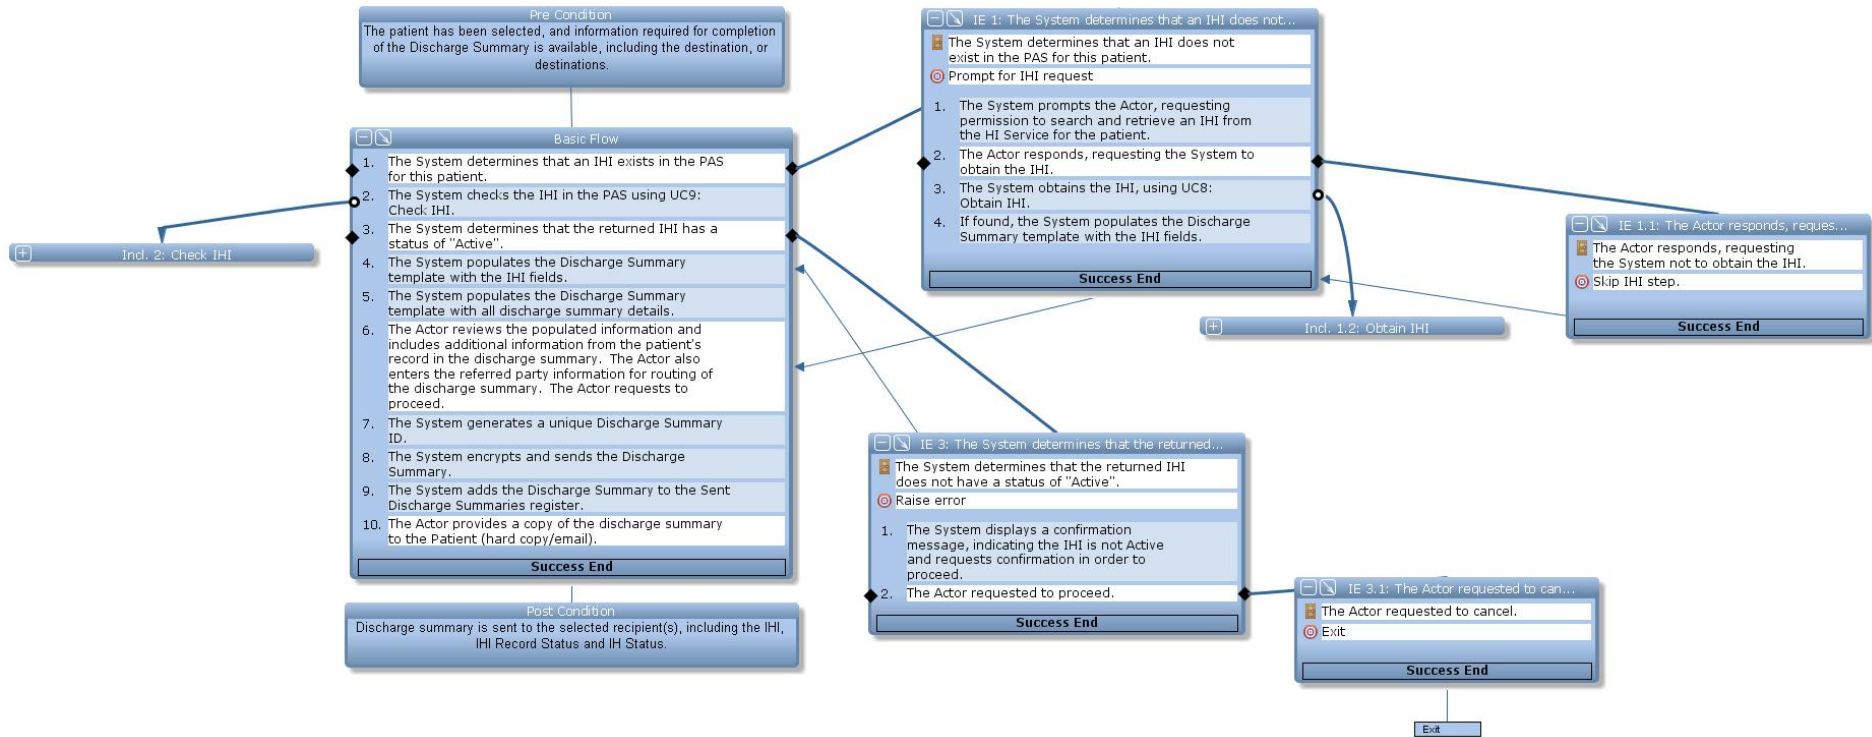 Pre Condition
The patient has been selected, and information required for completion
of the Discharge Summary is available, including the destination, or
destinations.
Basic Flow
1. The System determines that an IHI exists in the PAS
for this patient.
2. The System checks the IHI in the PAS using UC9:
Check IHI.
3. The System determines that the returned IHI has a
status of "Active".
4. The System populates the Discharge Summary
template with the IHI fields.
5. The System populates the Discharge Summary
template with all discharge summary details.
6. The Actor reviews the populated information and
includes additional information from the patient's
record in the discharge summary. The Actor also
enters the referred party information for routing of
the discharge summary. The Actor requests to
proceed.
7. The System generates a unique Discharge Summary
ID.
8. The System encrypts and sends the Discharge
Summary.
9. The System adds the Discharge Summary to the Sent
Discharge Summaries register.
10. The Actor provides a copy of the discharge summary
to the Patient (hard copy/email).
Success End
Post Condition
Discharge summary is sent to the selected recipient(s), including the IHI,
IHI Record Status and IH Status.
Incl. 2: Check IHI
IE 1: The System determines that an IHI does not...
The System determines that an IHI does not
exist in the PAS for this patient.
Prompt for IHI request
1. The System prompts the Actor, requesting
permission to search and retrieve an IHI from
the HI Service for the patient.
2. The Actor responds, requesting the System to
obtain the IHI.
3. The System obtains the IHI, using UC8:
Obtain IHI.
4. If found, the System populates the Discharge
Summary template with the IHI fields.
Success End
Incl. 1.2: Obtain IHI
IE 1.1: The Actor responds, reques...
The Actor responds, requesting
the System not to obtain the IHI.
Skip IHI step.
Success End
IE 3: The System determines that the returned...
The System determines that the returned IHI
does not have a status of "Active".
Raise error
1. The System displays a confirmation
message, indicating the IHI is not Active
and requests confirmation in order to
proceed.
2. The Actor requested to proceed.
Success End
IE 3.1: The Actor requested to can...
The Actor requested to cancel.
Exit
Success End
Exit